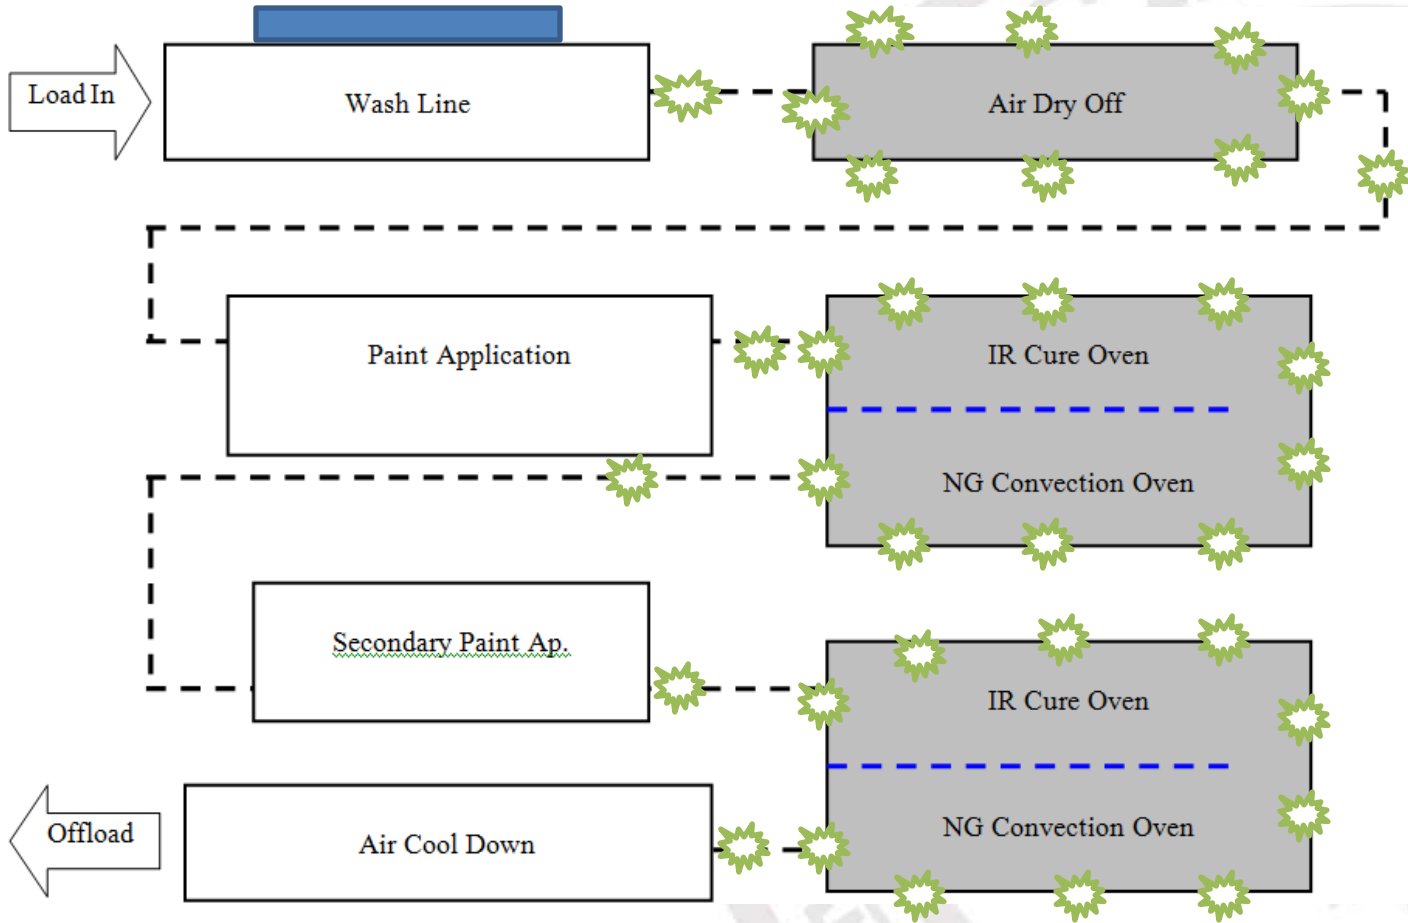 Load In
Wash Line
Air Dry Off
Paint Application
IR Cure Oven
NG Convection Oven
Secondary Paint Ap.
IR Cure Oven
Offload
Air Cool Down
NG Convection Oven